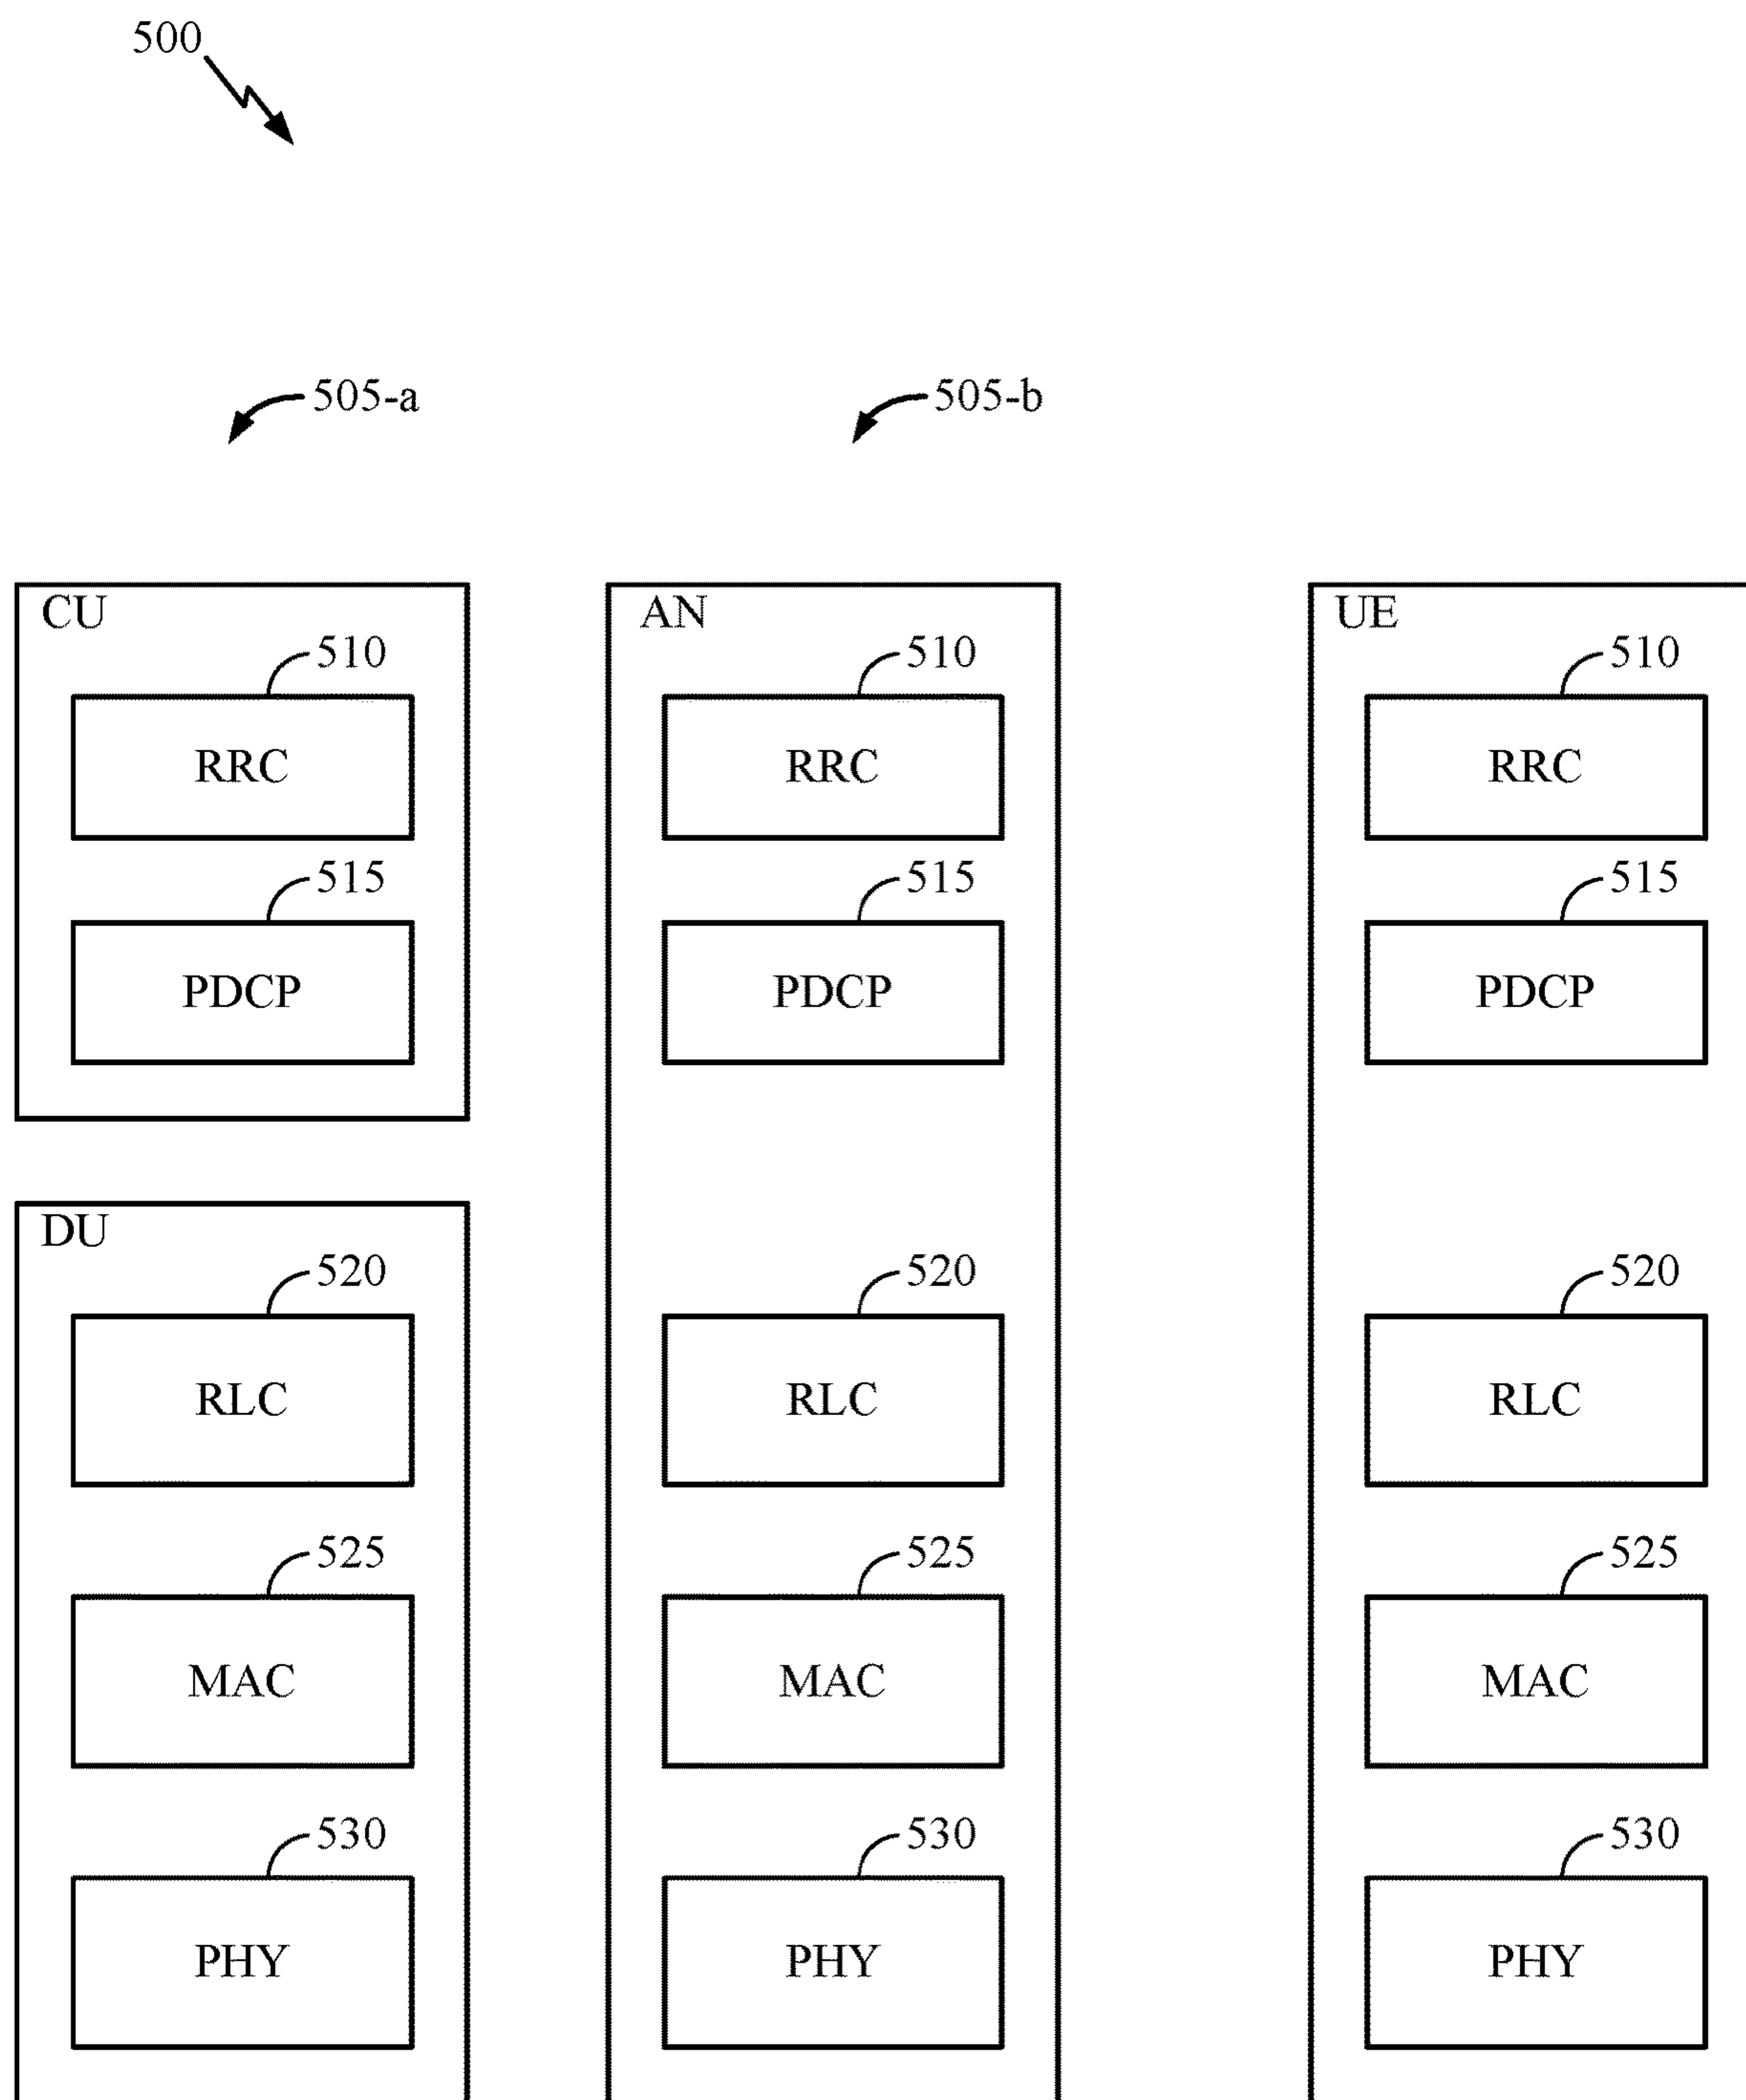 500
505-a 505-b
CU AN UE
510 510 510
RRC RRC RRC
515 515 515
PDCP PDCP PDCP
DU
520 520 520
RLC RLC RLC
525 525 525
MAC MAC MAC
530 530 530
PHY PHY PHY